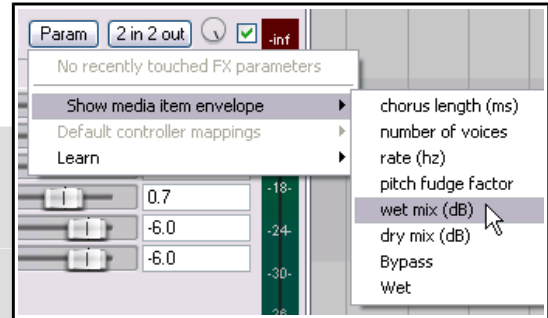 Param
2 in 2 out
-inf
No recently touched FX parameters
Show media item envelope
Default controller mappings
Learn
chorus length (ms)
number of voices
rate (hz)
pitch fudge factor
wet mix (dB)
dry mix (dB)
Bypass
Wet
0.7
-18-
-6.0
-24-
-6.0
-30-